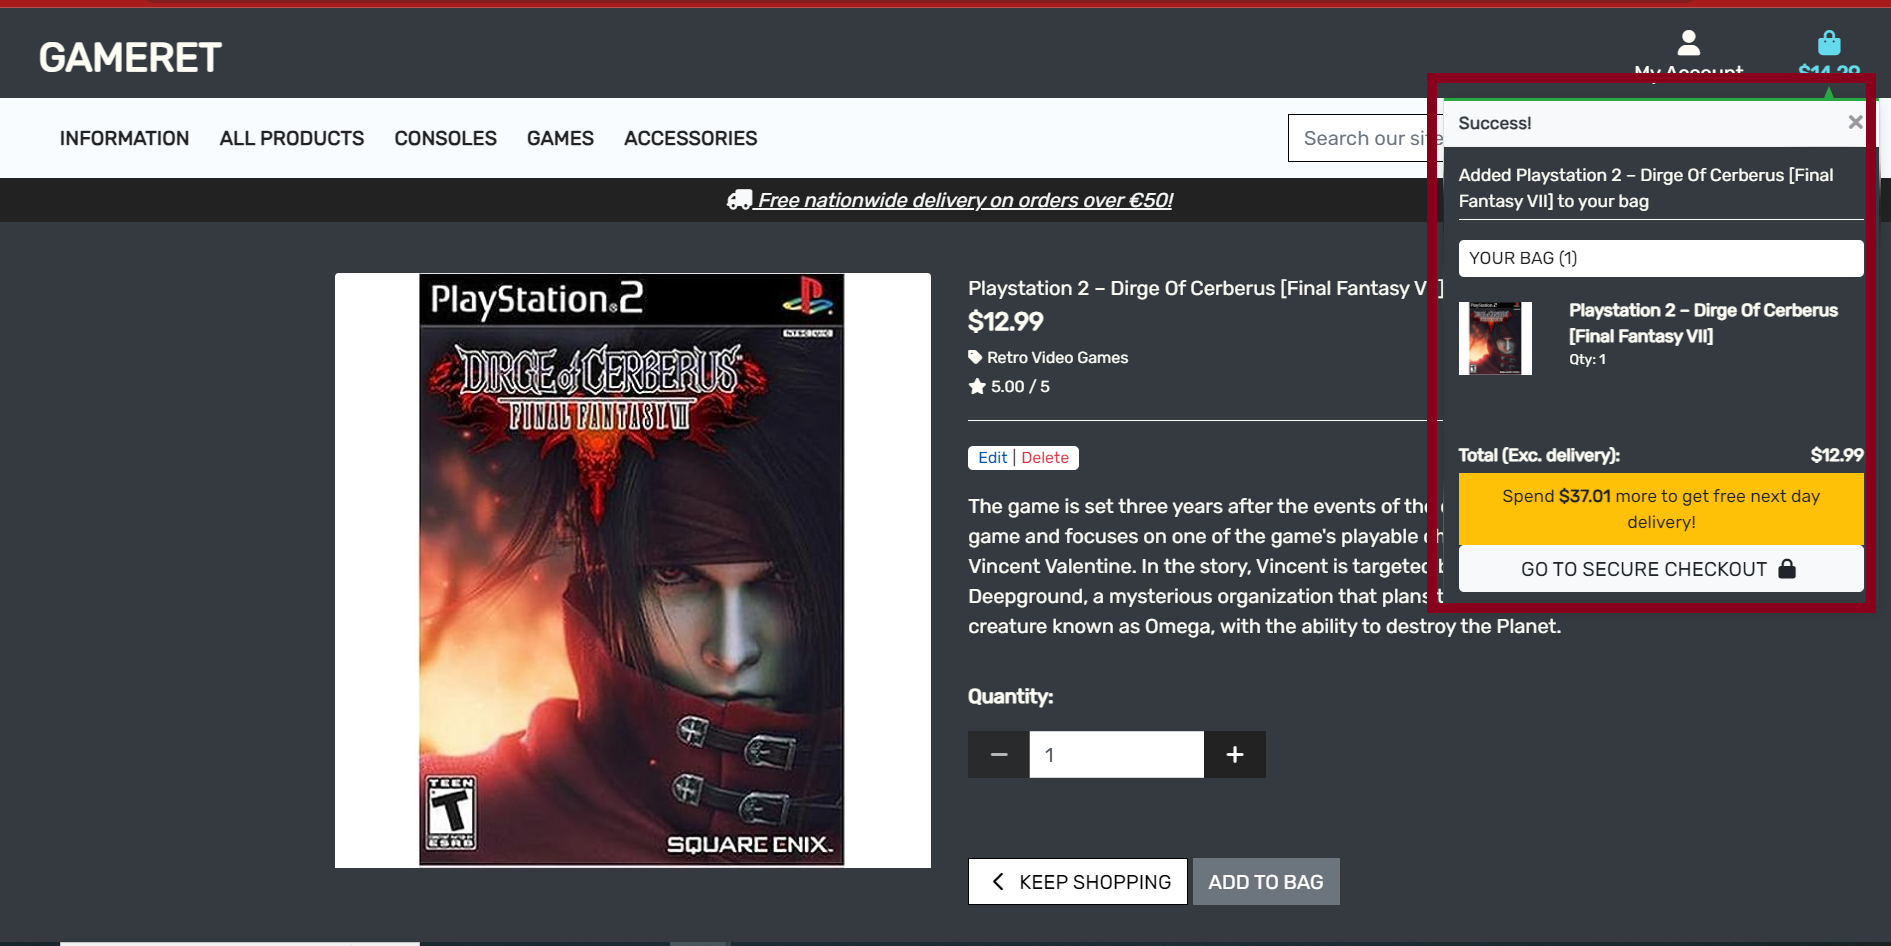 GAMERET
My Account
$14.29
INFORMATION
ALL PRODUCTS
CONSOLES
GAMES
ACCESSORIES
Search our site
Free nationwide delivery on orders over €50!
Success!
×
Added Playstation 2 – Dirge Of Cerberus [Final
Fantasy VII] to your bag
YOUR BAG (1)
Playstation 2 – Dirge Of Cerberus
[Final Fantasy VII]
Qty: 1
Total (Exc. delivery):
$12.99
Spend $37.01 more to get free next day
delivery!
GO TO SECURE CHECKOUT
PlayStation 2
NTSC U/C
DIRGE of CERBERUS
FINAL FANTASY VII
TEEN
T
ESRB
SQUARE ENIX
Playstation 2 – Dirge Of Cerberus [Final Fantasy V ]
$12.99
Retro Video Games
5.00 / 5
Edit | Delete
The game is set three years after the events of the
game and focuses on one of the game's playable ch
Vincent Valentine. In the story, Vincent is targeted b
Deepground, a mysterious organization that plans t
creature known as Omega, with the ability to destroy the Planet.
Quantity:
− 1 +
KEEP SHOPPING
ADD TO BAG